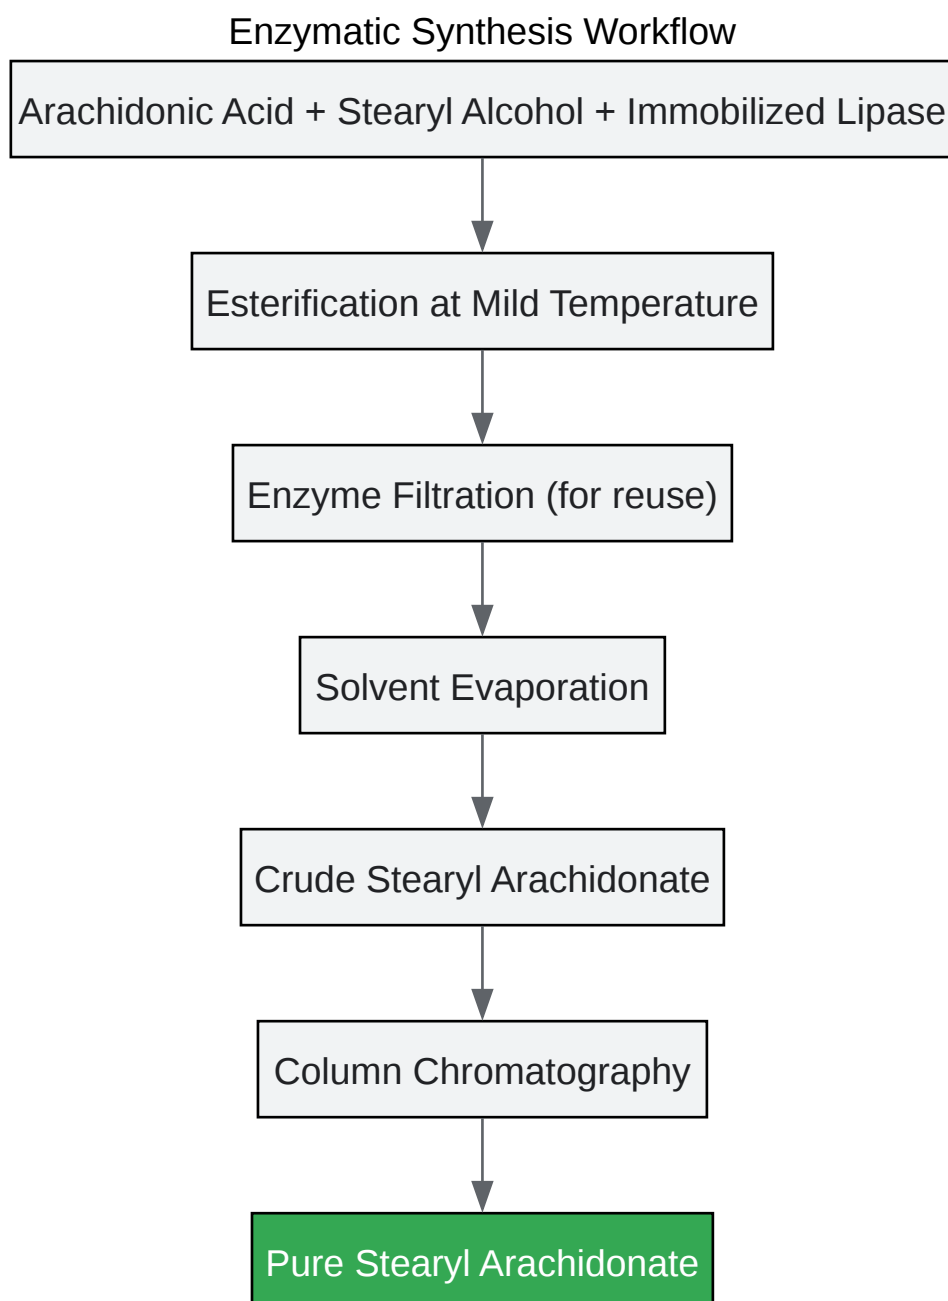 Enzymatic Synthesis Workflow
Arachidonic Acid + Stearyl Alcohol + Immobilized Lipase
Esterification at Mild Temperature
Enzyme Filtration (for reuse)
Solvent Evaporation
Crude Stearyl Arachidonate
Column Chromatography
Pure Stearyl Arachidonate